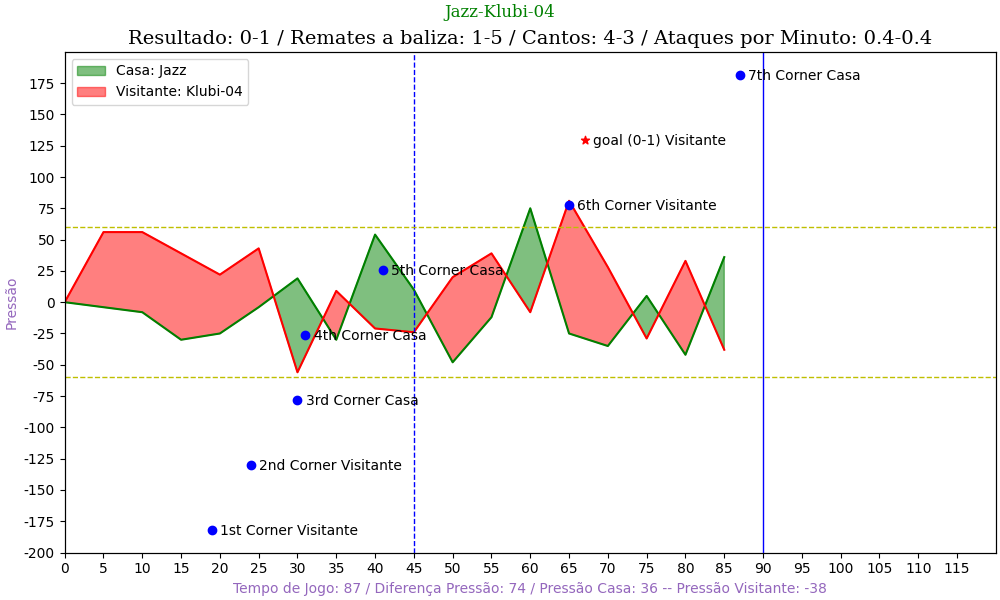 Jazz-Klubi-04
Resultado: 0-1 / Remates a baliza: 1-5 / Cantos: 4-3 / Ataques por Minuto: 0.4-0.4
Casa: Jazz
Visitante: Klubi-04
7th Corner Casa
goal (0-1) Visitante
6th Corner Visitante
5th Corner Casa
4th Corner Casa
3rd Corner Casa
2nd Corner Visitante
1st Corner Visitante
Pressão
175
150
125
100
75
50
25
0
-25
-50
-75
-100
-125
-150
-175
-200
0 5 10 15 20 25 30 35 40 45 50 55 60 65 70 75 80 85 90 95 100 105 110 115
Tempo de Jogo: 87 / Diferença Pressão: 74 / Pressão Casa: 36 -- Pressão Visitante: -38